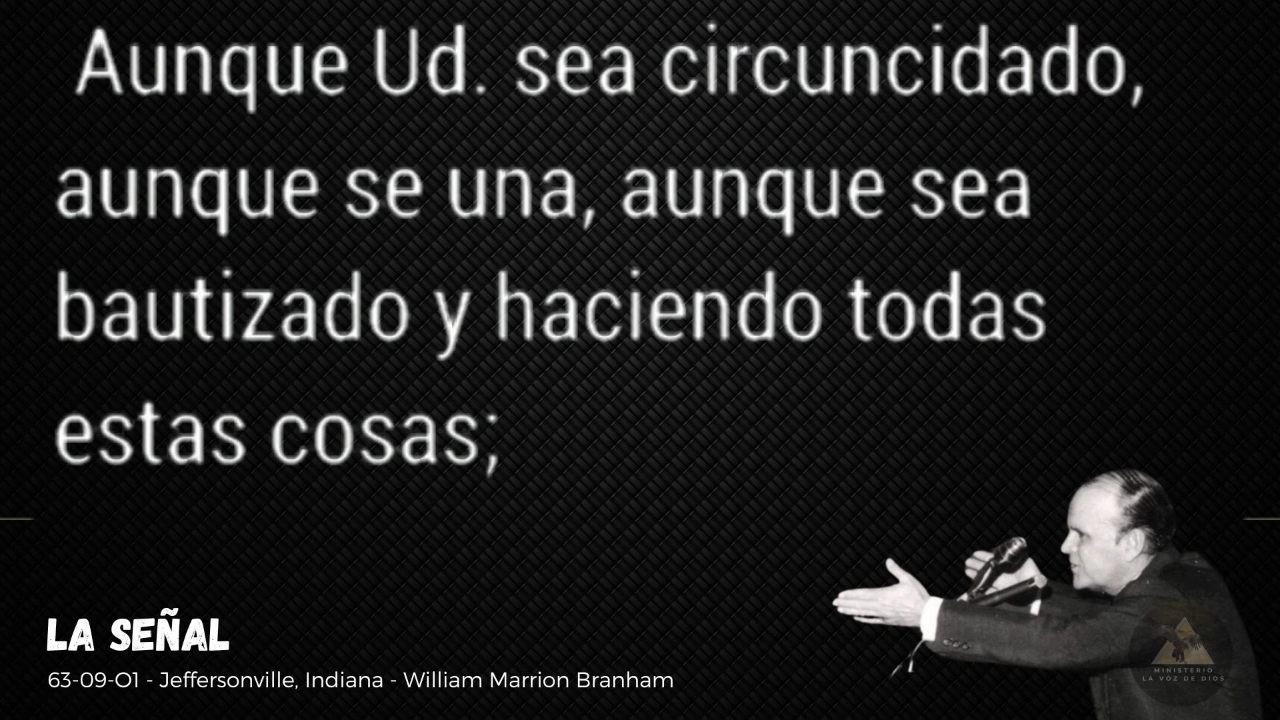 Aunque Ud. sea circuncidado,
aunque se una, aunque sea
bautizado y haciendo todas
estas cosas;
LA SEÑAL
63-09-01 - Jeffersonville, Indiana - William Marrion Branham
MINISTERIO
LA VOZ DE DIOS